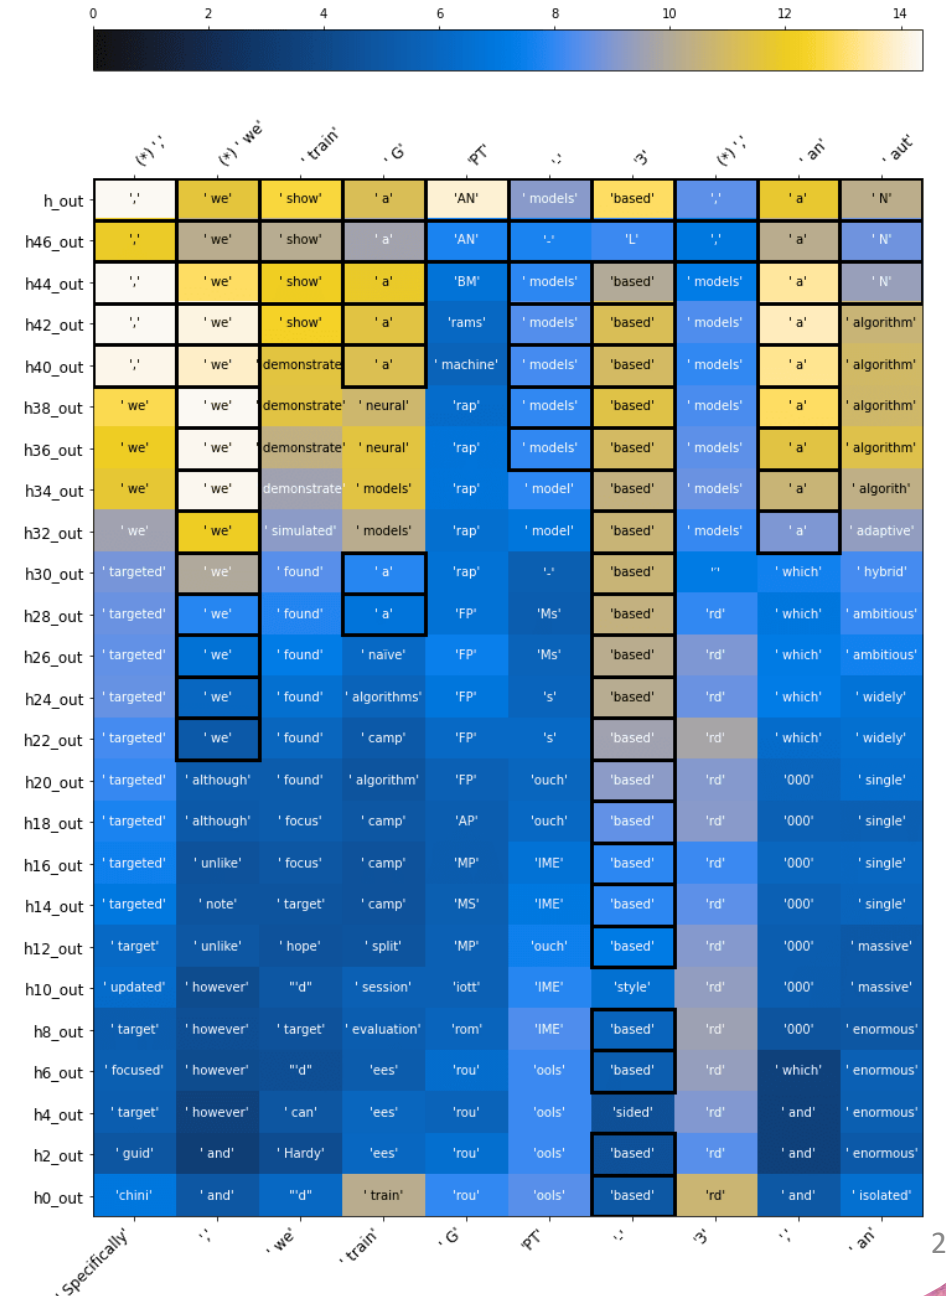 0 2 4 6 8 10 12 14
(*) ',' (*) ' we' ' train' ' G' 'PT' '-' '3' (*) ',' ' an' ' aut'
h_out ',' ' we' ' show' ' a' 'AN' ' models' 'based' ',' ' a' ' N'
h46_out ',' ' we' ' show' ' a' 'AN' '-' 'L' ',' ' a' ' N'
h44_out ',' ' we' ' show' ' a' 'BM' ' models' 'based' ' models' ' a' ' N'
h42_out ',' ' we' ' show' ' a' 'rams' ' models' 'based' ' models' ' a' ' algorithm'
h40_out ',' ' we' ' demonstrate' ' a' ' machine' ' models' 'based' ' models' ' a' ' algorithm'
h38_out ' we' ' we' ' demonstrate' ' neural' 'rap' ' models' 'based' ' models' ' a' ' algorithm'
h36_out ' we' ' we' ' demonstrate' ' neural' 'rap' ' models' 'based' ' models' ' a' ' algorithm'
h34_out ' we' ' we' ' demonstrate' ' models' 'rap' ' model' 'based' ' models' ' a' ' algorith'
h32_out ' we' ' we' ' simulated' ' models' 'rap' ' model' 'based' ' models' ' a' ' adaptive'
h30_out ' targeted' ' we' ' found' ' a' 'rap' '-' 'based' '"' ' which' ' hybrid'
h28_out ' targeted' ' we' ' found' ' a' 'FP' 'Ms' 'based' 'rd' ' which' ' ambitious'
h26_out ' targeted' ' we' ' found' ' naïve' 'FP' 'Ms' 'based' 'rd' ' which' ' ambitious'
h24_out ' targeted' ' we' ' found' ' algorithms' 'FP' 's' 'based' 'rd' ' which' ' widely'
h22_out ' targeted' ' we' ' found' ' camp' 'FP' 's' 'based' 'rd' ' which' ' widely'
h20_out ' targeted' ' although' ' found' ' algorithm' 'FP' 'ouch' 'based' 'rd' '000' ' single'
h18_out ' targeted' ' although' ' focus' ' camp' 'AP' 'ouch' 'based' 'rd' '000' ' single'
h16_out ' targeted' ' unlike' ' focus' ' camp' 'MP' 'IME' 'based' 'rd' '000' ' single'
h14_out ' targeted' ' note' ' target' ' camp' 'MS' 'IME' 'based' 'rd' '000' ' single'
h12_out ' target' ' unlike' ' hope' ' split' 'MP' 'ouch' 'based' 'rd' '000' ' massive'
h10_out ' updated' ' however' "'d" ' session' 'iott' 'IME' 'style' 'rd' '000' ' massive'
h8_out ' target' ' however' ' target' ' evaluation' 'rom' 'IME' 'based' 'rd' '000' ' enormous'
h6_out ' focused' ' however' "'d" 'ees' 'rou' 'ools' 'based' 'rd' ' which' ' enormous'
h4_out ' target' ' however' ' can' 'ees' 'rou' 'ools' 'sided' 'rd' ' and' ' enormous'
h2_out ' guid' ' and' ' Hardy' 'ees' 'rou' 'ools' 'based' 'rd' ' and' ' enormous'
h0_out 'chini' ' and' "'d" ' train' 'rou' 'ools' 'based' 'rd' ' and' ' isolated'
' Specifically' ',' ' we' ' train' ' G' 'PT' '-' '3' ',' ' an'
2